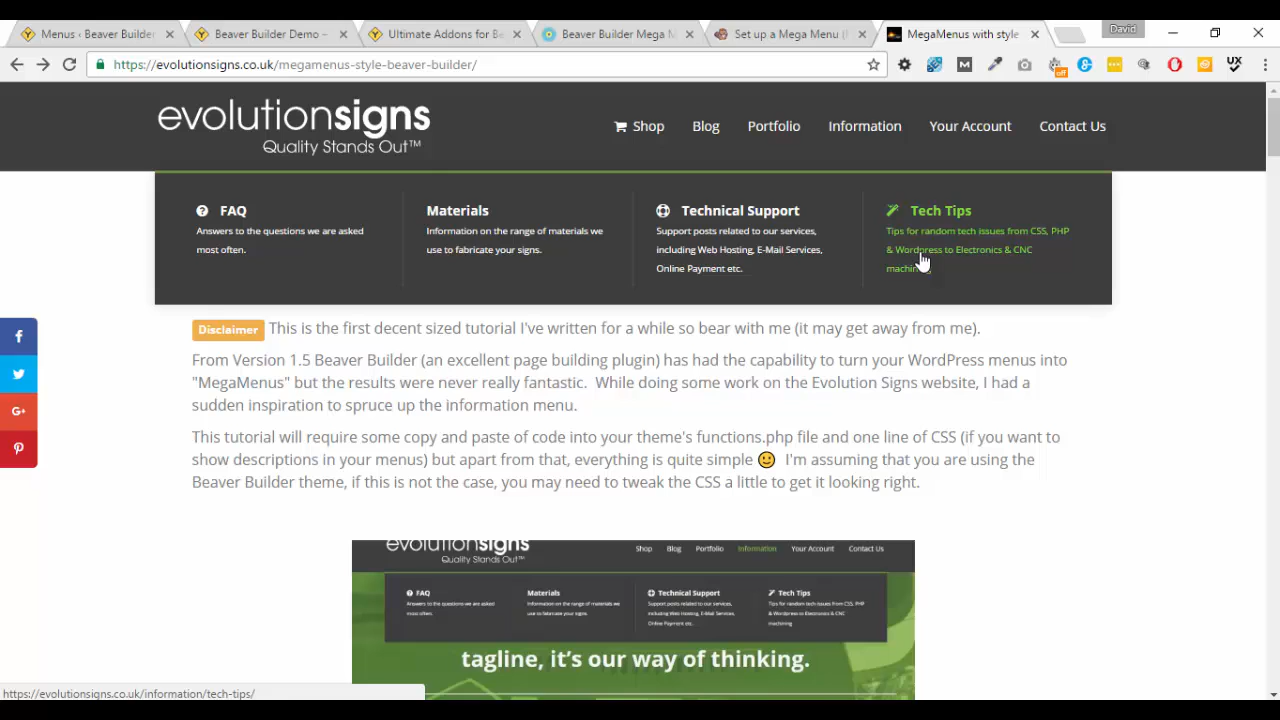 Menus ‹ Beaver Builder
Beaver Builder Demo –
Ultimate Addons for Be
Beaver Builder Mega M
Set up a Mega Menu (
MegaMenus with style
David
https://evolutionsigns.co.uk/megamenus-style-beaver-builder/
off
UX
evolutionsigns
Quality Stands Out™
Shop
Blog
Portfolio
Information
Your Account
Contact Us
FAQ
Answers to the questions we are asked
most often.
Materials
Information on the range of materials we
use to fabricate your signs.
Technical Support
Support posts related to our services,
including Web Hosting, E-Mail Services,
Online Payment etc.
Tech Tips
Tips for random tech issues from CSS, PHP
& Wordpress to Electronics & CNC
machining
Disclaimer This is the first decent sized tutorial I've written for a while so bear with me (it may get away from me).
From Version 1.5 Beaver Builder (an excellent page building plugin) has had the capability to turn your WordPress menus into
"MegaMenus" but the results were never really fantastic. While doing some work on the Evolution Signs website, I had a
sudden inspiration to spruce up the information menu.
This tutorial will require some copy and paste of code into your theme's functions.php file and one line of CSS (if you want to
show descriptions in your menus) but apart from that, everything is quite simple I'm assuming that you are using the
Beaver Builder theme, if this is not the case, you may need to tweak the CSS a little to get it looking right.
evolutionsigns
Quality Stands Out™
Shop
Blog
Portfolio
Information
Your Account
Contact Us
FAQ
Answers to the questions we are asked
most often.
Materials
Information on the range of materials we
use to fabricate your signs.
Technical Support
Support posts related to our services,
including Web Hosting, E-Mail Services,
Online Payment etc.
Tech Tips
Tips for random tech issues from CSS, PHP
& Wordpress to Electronics & CNC
machining
tagline, it's our way of thinking.
https://evolutionsigns.co.uk/information/tech-tips/